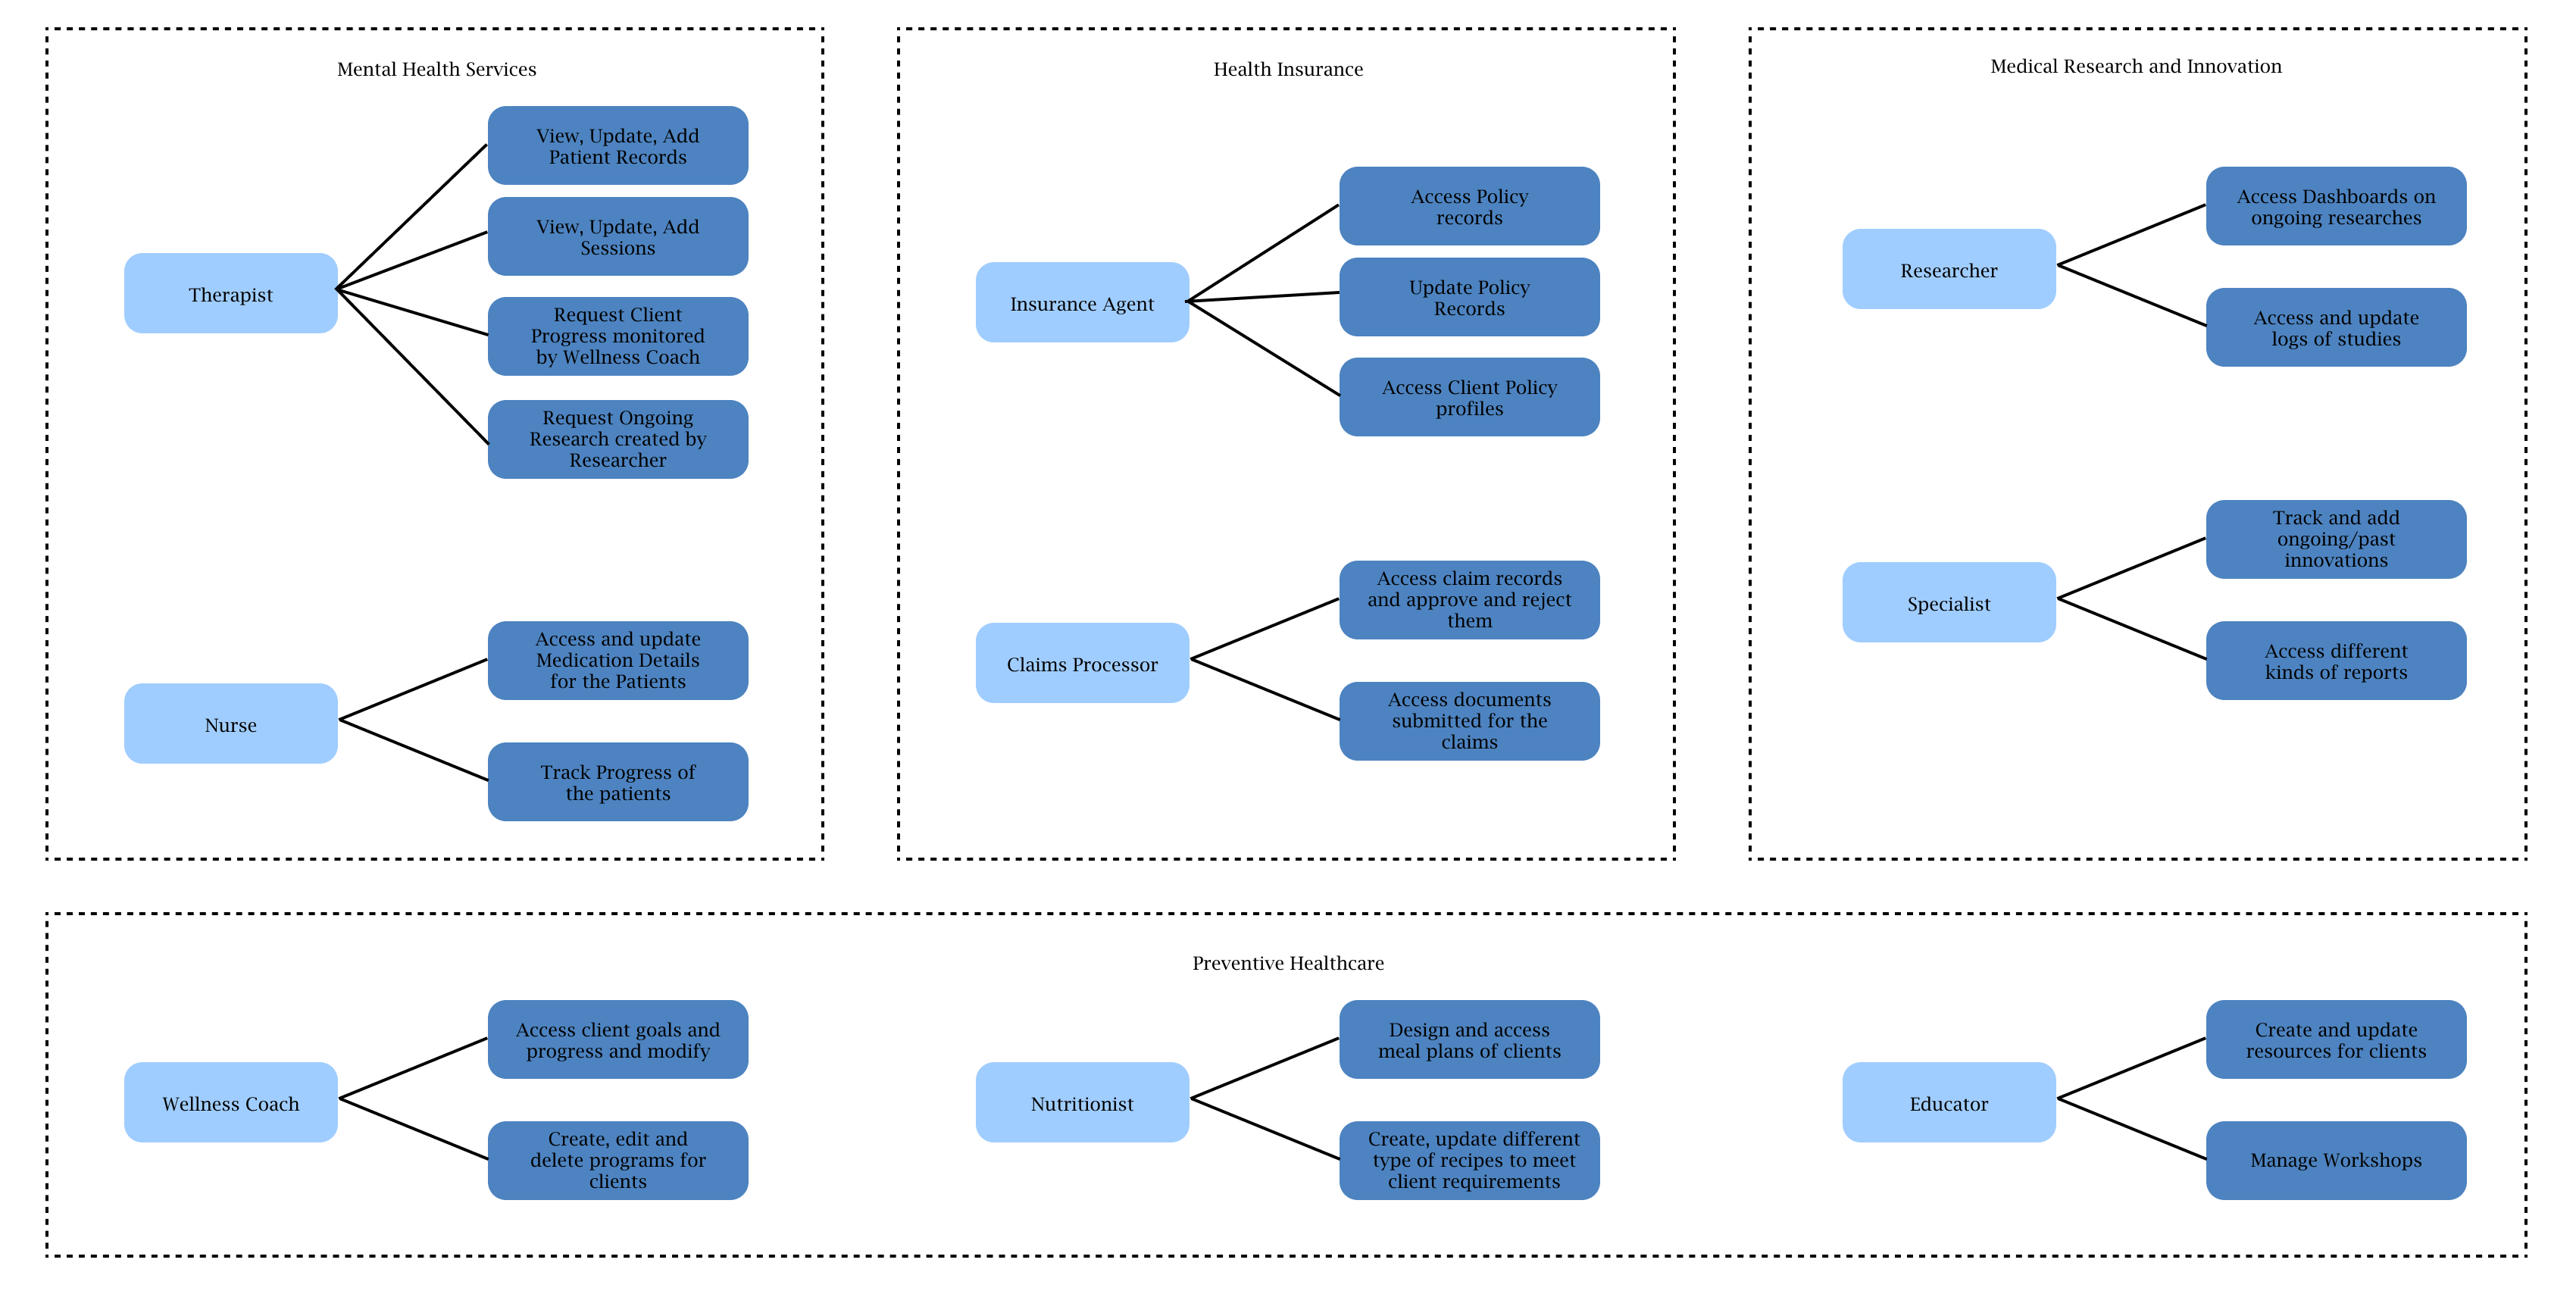 Mental Health Services
View, Update, Add
Patient Records
View, Update, Add
Sessions
Therapist
Request Client
Progress monitored
by Wellness Coach
Request Ongoing
Research created by
Researcher
Access and update
Medication Details
for the Patients
Nurse
Track Progress of
the patients
Health Insurance
Access Policy
records
Insurance Agent
Update Policy
Records
Access Client Policy
profiles
Access claim records
and approve and reject
them
Claims Processor
Access documents
submitted for the
claims
Medical Research and Innovation
Access Dashboards on
ongoing researches
Researcher
Access and update
logs of studies
Track and add
ongoing/past
innovations
Specialist
Access different
kinds of reports
Preventive Healthcare
Access client goals and
progress and modify
Wellness Coach
Create, edit and
delete programs for
clients
Design and access
meal plans of clients
Nutritionist
Create, update different
type of recipes to meet
client requirements
Create and update
resources for clients
Educator
Manage Workshops